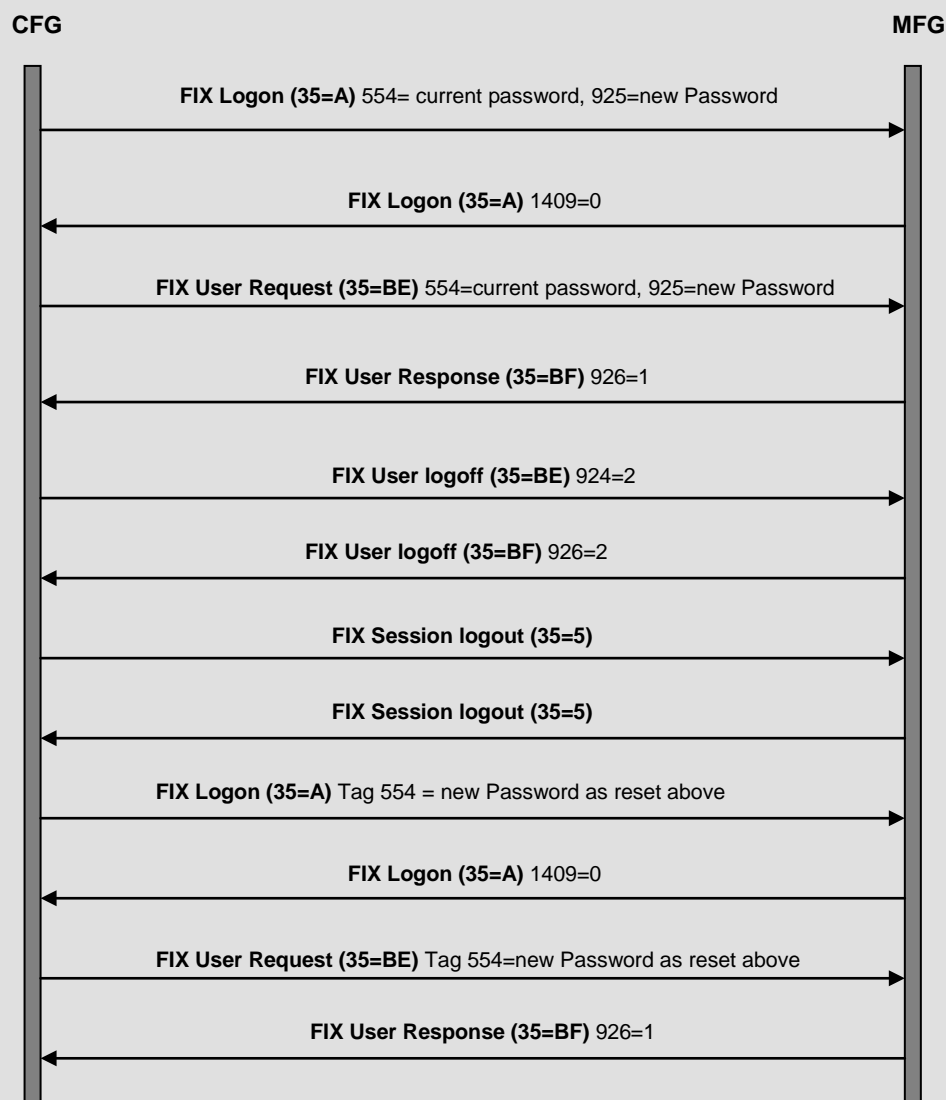 CFG MFG
FIX Logon (35=A) 554= current password, 925=new Password
FIX Logon (35=A) 1409=0
FIX User Request (35=BE) 554=current password, 925=new Password
FIX User Response (35=BF) 926=1
FIX User logoff (35=BE) 924=2
FIX User logoff (35=BF) 926=2
FIX Session logout (35=5)
FIX Session logout (35=5)
FIX Logon (35=A) Tag 554 = new Password as reset above
FIX Logon (35=A) 1409=0
FIX User Request (35=BE) Tag 554=new Password as reset above
FIX User Response (35=BF) 926=1